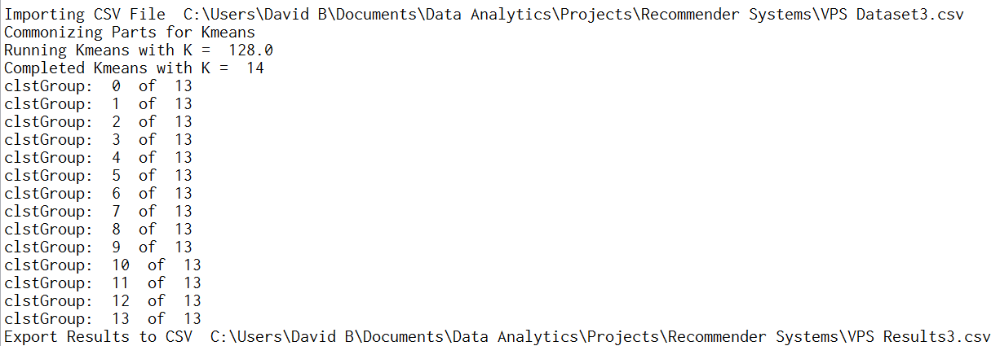 Importing CSV File  C:\Users\David B\Documents\Data Analytics\Projects\Recommender Systems\VPS Dataset3.csv
Commonizing Parts for Kmeans
Running Kmeans with K =  128.0
Completed Kmeans with K =  14
clstGroup:  0  of  13
clstGroup:  1  of  13
clstGroup:  2  of  13
clstGroup:  3  of  13
clstGroup:  4  of  13
clstGroup:  5  of  13
clstGroup:  6  of  13
clstGroup:  7  of  13
clstGroup:  8  of  13
clstGroup:  9  of  13
clstGroup:  10  of  13
clstGroup:  11  of  13
clstGroup:  12  of  13
clstGroup:  13  of  13
Export Results to CSV  C:\Users\David B\Documents\Data Analytics\Projects\Recommender Systems\VPS Results3.csv